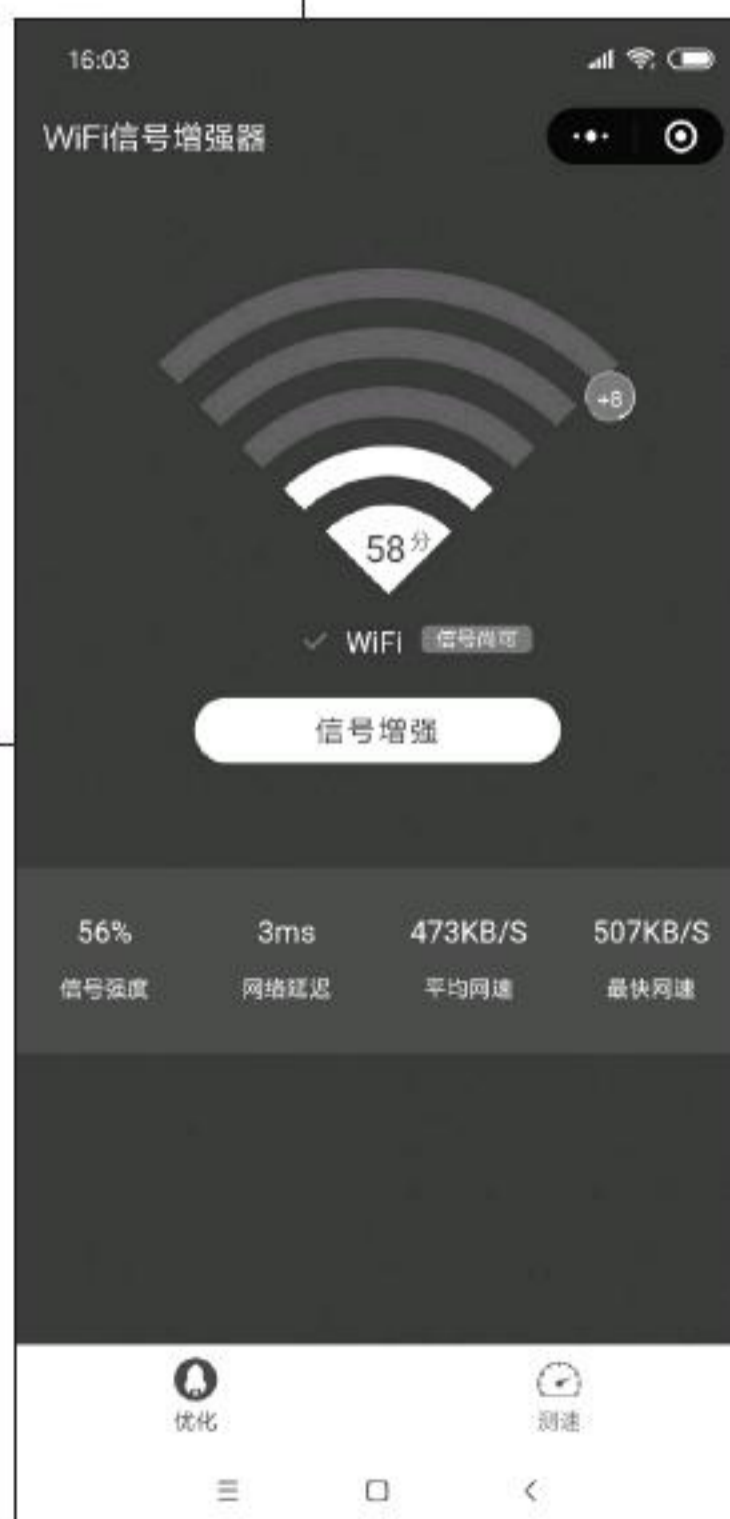 16:03
WiFi信号增强器
+8
58分
WiFi 信号尚可
信号增强
56% 3ms 473KB/S 507KB/S
信号强度 网络延迟 平均网速 最快网速
优化 测速